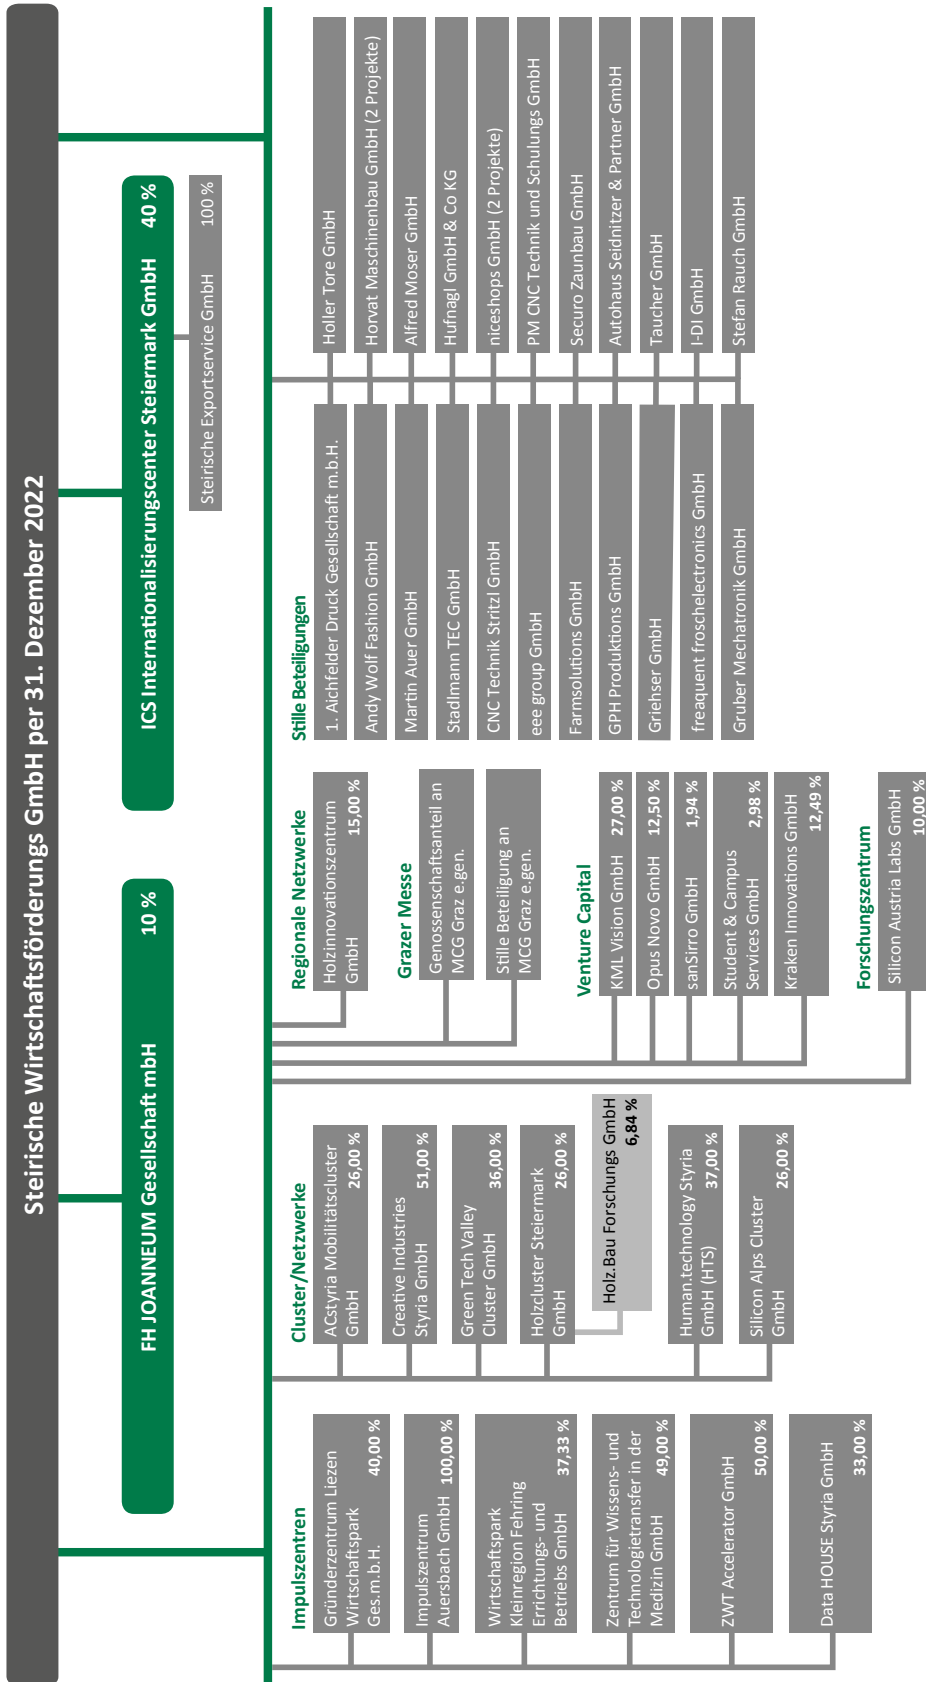 Steirische Wirtschaftsförderungs GmbH per 31. Dezember 2022
FH JOANNEUM Gesellschaft mbH 10 %
ICS Internationalisierungscenter Steiermark GmbH 40 %
Steirische Exportservice GmbH 100 %
Impulszentren
Gründerzentrum Liezen
Wirtschaftspark
Ges.m.b.H. 40,00 %
Impulszentrum
Auersbach GmbH 100,00 %
Wirtschaftspark
Kleinregion Fehring
Errichtungs- und
Betriebs GmbH 37,33 %
Zentrum für Wissens- und
Technologietransfer in der
Medizin GmbH 49,00 %
ZWT Accelerator GmbH
50,00 %
Data HOUSE Styria GmbH
33,00 %
Cluster/Netzwerke
ACstyria Mobilitätscluster
GmbH 26,00 %
Creative Industries
Styria GmbH 51,00 %
Green Tech Valley
Cluster GmbH 36,00 %
Holzcluster Steiermark
GmbH 26,00 %
Holz.Bau Forschungs GmbH
6,84 %
Human.technology Styria
GmbH (HTS) 37,00 %
Silicon Alps Cluster
GmbH 26,00 %
Regionale Netzwerke
Holzinnovationszentrum
GmbH 15,00 %
Grazer Messe
Genossenschaftsanteil an
MCG Graz e.gen.
Stille Beteiligung an
MCG Graz e.gen.
Venture Capital
KML Vision GmbH 27,00 %
Opus Novo GmbH 12,50 %
sanSirro GmbH 1,94 %
Student & Campus
Services GmbH 2,98 %
Kraken Innovations GmbH
12,49 %
Forschungszentrum
Silicon Austria Labs GmbH
10,00 %
Stille Beteiligungen
1. Aichfelder Druck Gesellschaft m.b.H.
Andy Wolf Fashion GmbH
Martin Auer GmbH
Stadlmann TEC GmbH
CNC Technik Stritzl GmbH
eee group GmbH
Farmsolutions GmbH
GPH Produktions GmbH
Griehser GmbH
freaquent froschelectronics GmbH
Gruber Mechatronik GmbH
Holler Tore GmbH
Horvat Maschinenbau GmbH (2 Projekte)
Alfred Moser GmbH
Hufnagl GmbH & Co KG
niceshops GmbH (2 Projekte)
PM CNC Technik und Schulungs GmbH
Securo Zaunbau GmbH
Autohaus Seidnitzer & Partner GmbH
Taucher GmbH
I-DI GmbH
Stefan Rauch GmbH